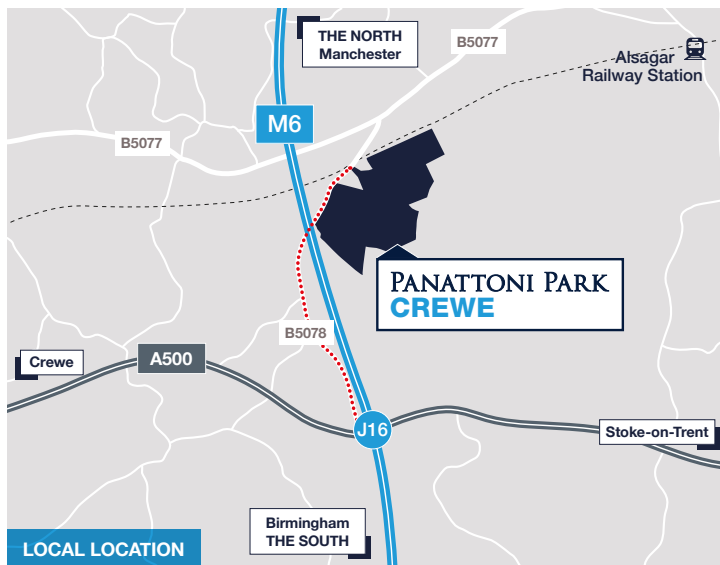 THE NORTH
Manchester
B5077
Alsagar
Railway Station
M6
B5077
PANATTONI PARK
CREWE
B5078
Crewe
A500
J16
Stoke-on-Trent
Birmingham
THE SOUTH
LOCAL LOCATION